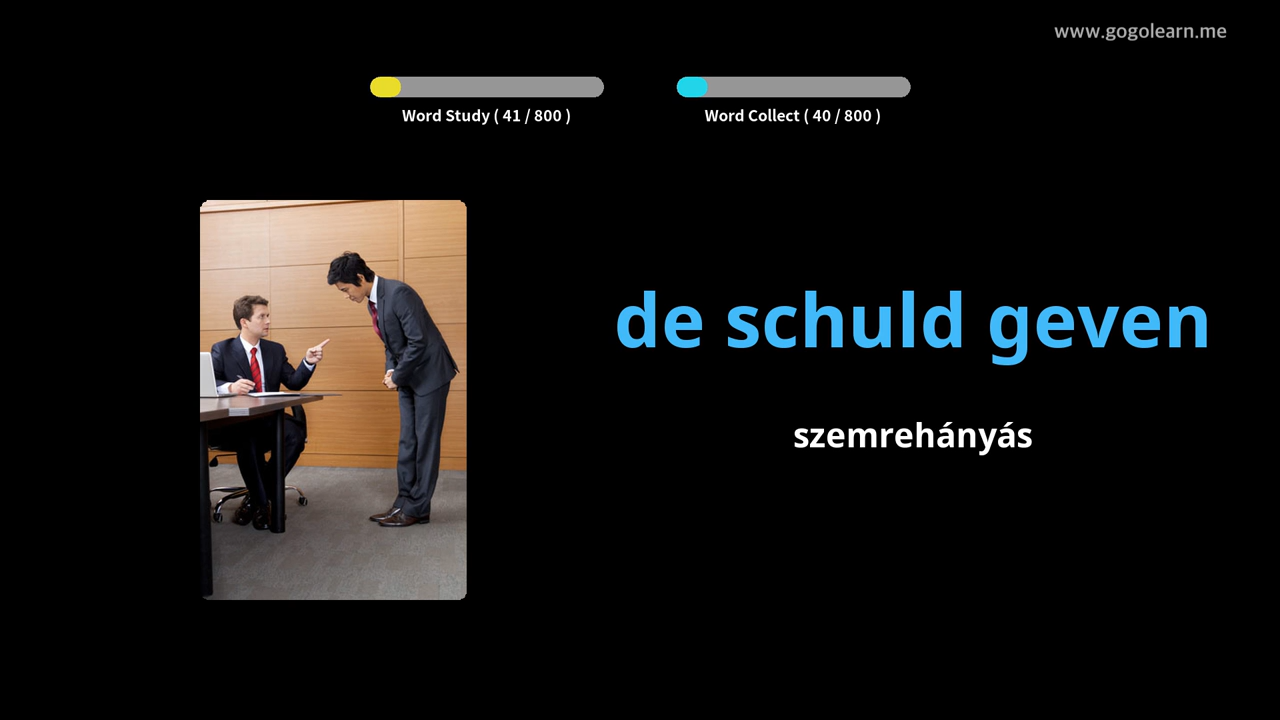 www.gogolearn.me
Word Study ( 41 / 800 )
Word Collect ( 40 / 800 )
de schuld geven
szemrehányás